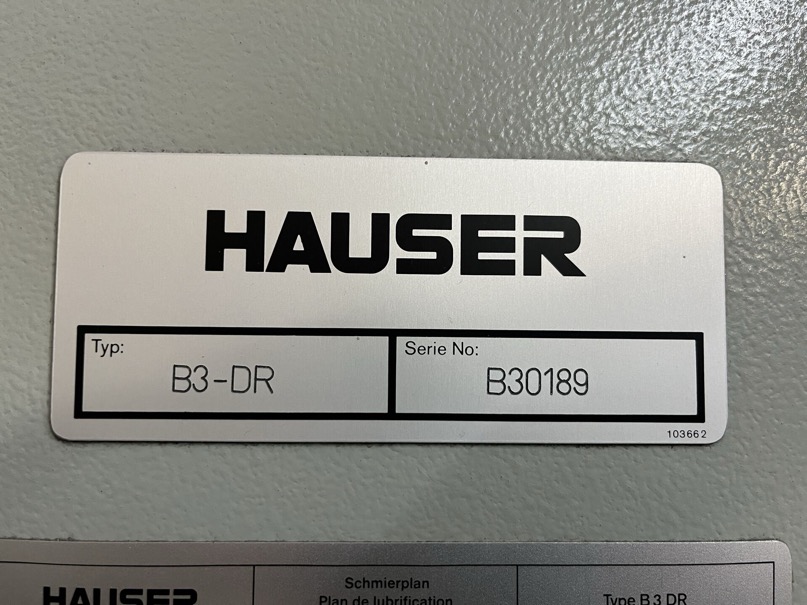 HAUSER
Typ:
B3-DR
Serie No:
B30189
103662
HAUSER
Schmierplan
Plan de lubrification
Type B 3 DR